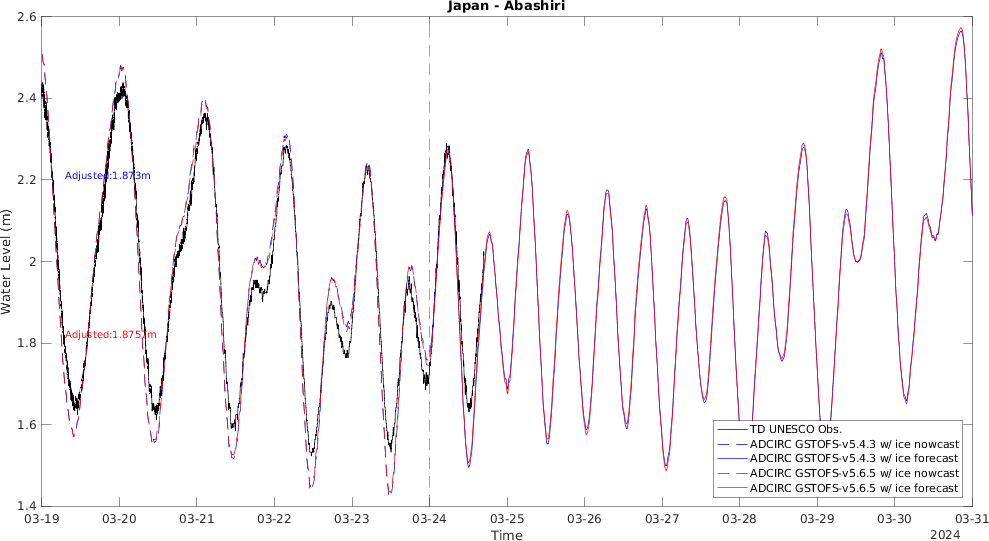 Japan - Abashiri
2.6
2.4
2.2
2
1.8
1.6
1.4
Water Level (m)
Adjusted:1.873m
Adjusted:1.875m
TD UNESCO Obs.
ADCIRC GSTOFS-v5.4.3 w/ ice nowcast
ADCIRC GSTOFS-v5.4.3 w/ ice forecast
ADCIRC GSTOFS-v5.6.5 w/ ice nowcast
ADCIRC GSTOFS-v5.6.5 w/ ice forecast
03-19 03-20 03-21 03-22 03-23 03-24 03-25 03-26 03-27 03-28 03-29 03-30 03-31
Time
2024